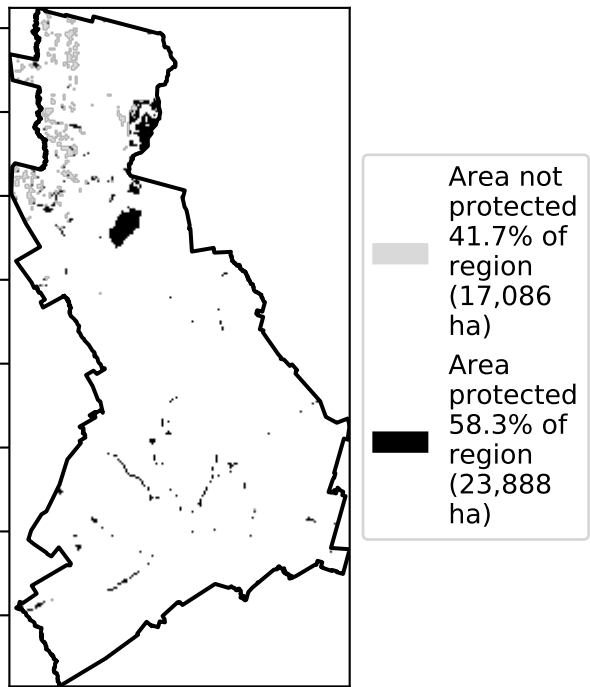 Area not
protected
41.7% of
region
(17,086
ha)
Area
protected
58.3% of
region
(23,888
ha)